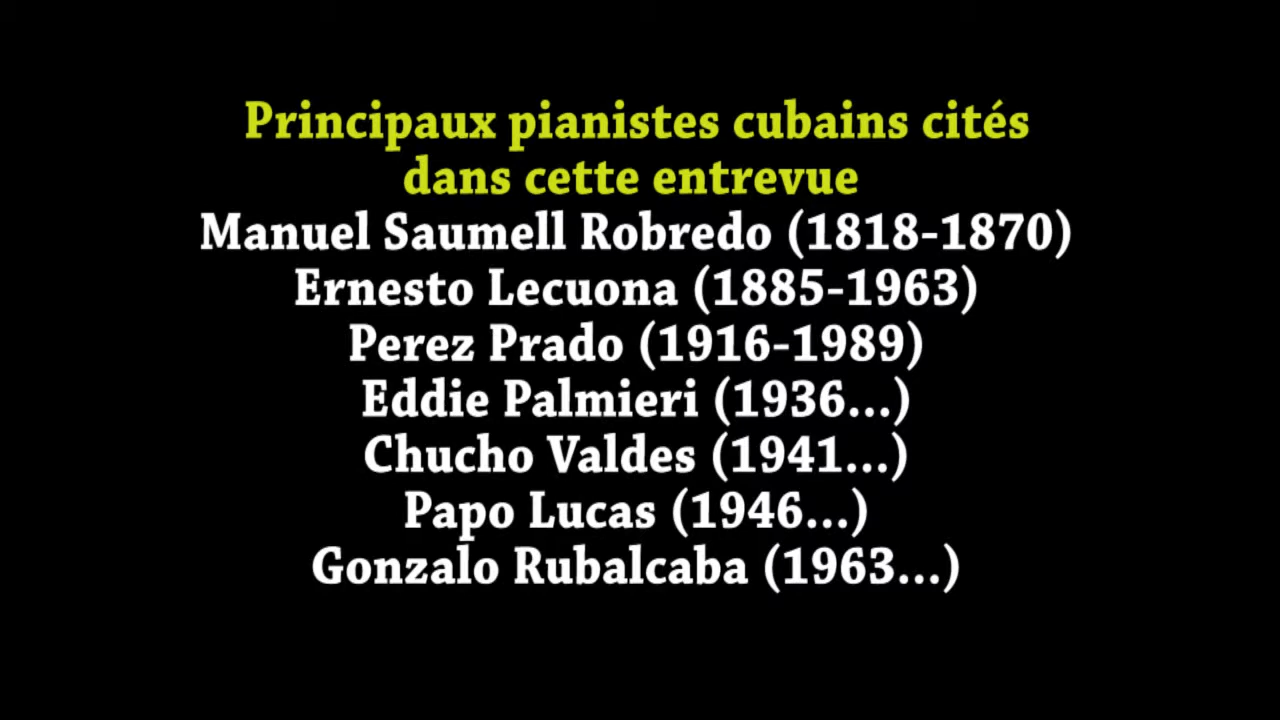 Principaux pianistes cubains cités
dans cette entrevue
Manuel Saumell Robredo (1818-1870)
Ernesto Lecuona (1885-1963)
Perez Prado (1916-1989)
Eddie Palmieri (1936...)
Chucho Valdes (1941...)
Papo Lucas (1946...)
Gonzalo Rubalcaba (1963...)